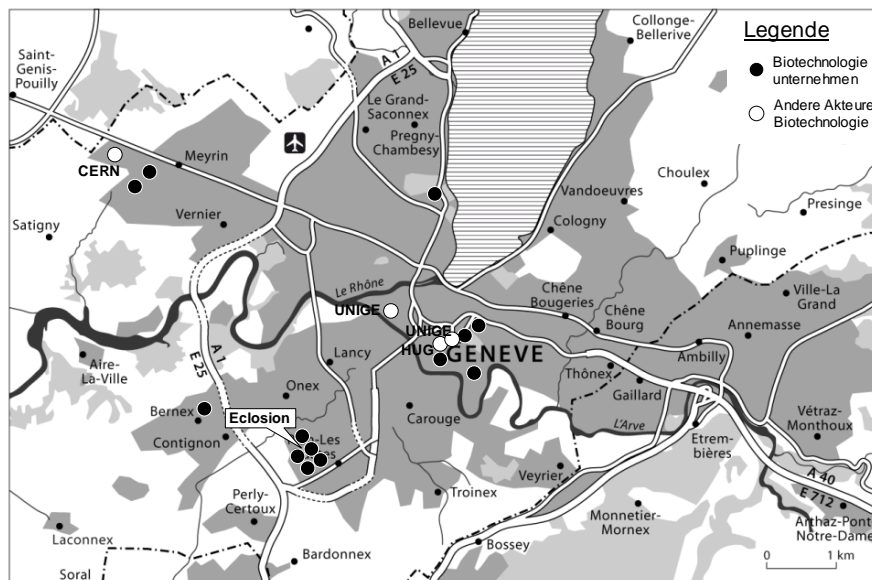 Legende
Biotechnologie
unternehmen
Andere Akteure
Biotechnologie
Bellevue
Collonge-
Bellerive
Saint-
Genis-
Pouilly
A 1
E 25
Le Grand-
Saconnex
Pregny-
Chambesy
Meyrin
CERN
Choulex
Vandoeuvres
Presinge
Vernier
Satigny
Cologny
Puplinge
Le Rhône
Ville-La
Grand
Chêne
Bougeries
UNIGE
Chêne
Bourg
UNIGE
Annemasse
HUG
GENEVE
A 1
E 25
Lancy
Ambilly
Aire-
La-Ville
Thônex
Onex
Gaillard
Bernex
Carouge
Vétraz-
Monthoux
Eclosion
L'Arve
Contignon
Etrem-
bières
-Les
Veyrier
A 40
E 712
Perly-
Certoux
Troinex
Monnetier-
Mornex
Arthaz-Pont-
Notre-Dame
Laconnex
Bossey
Bardonnex
Soral
0 1 km